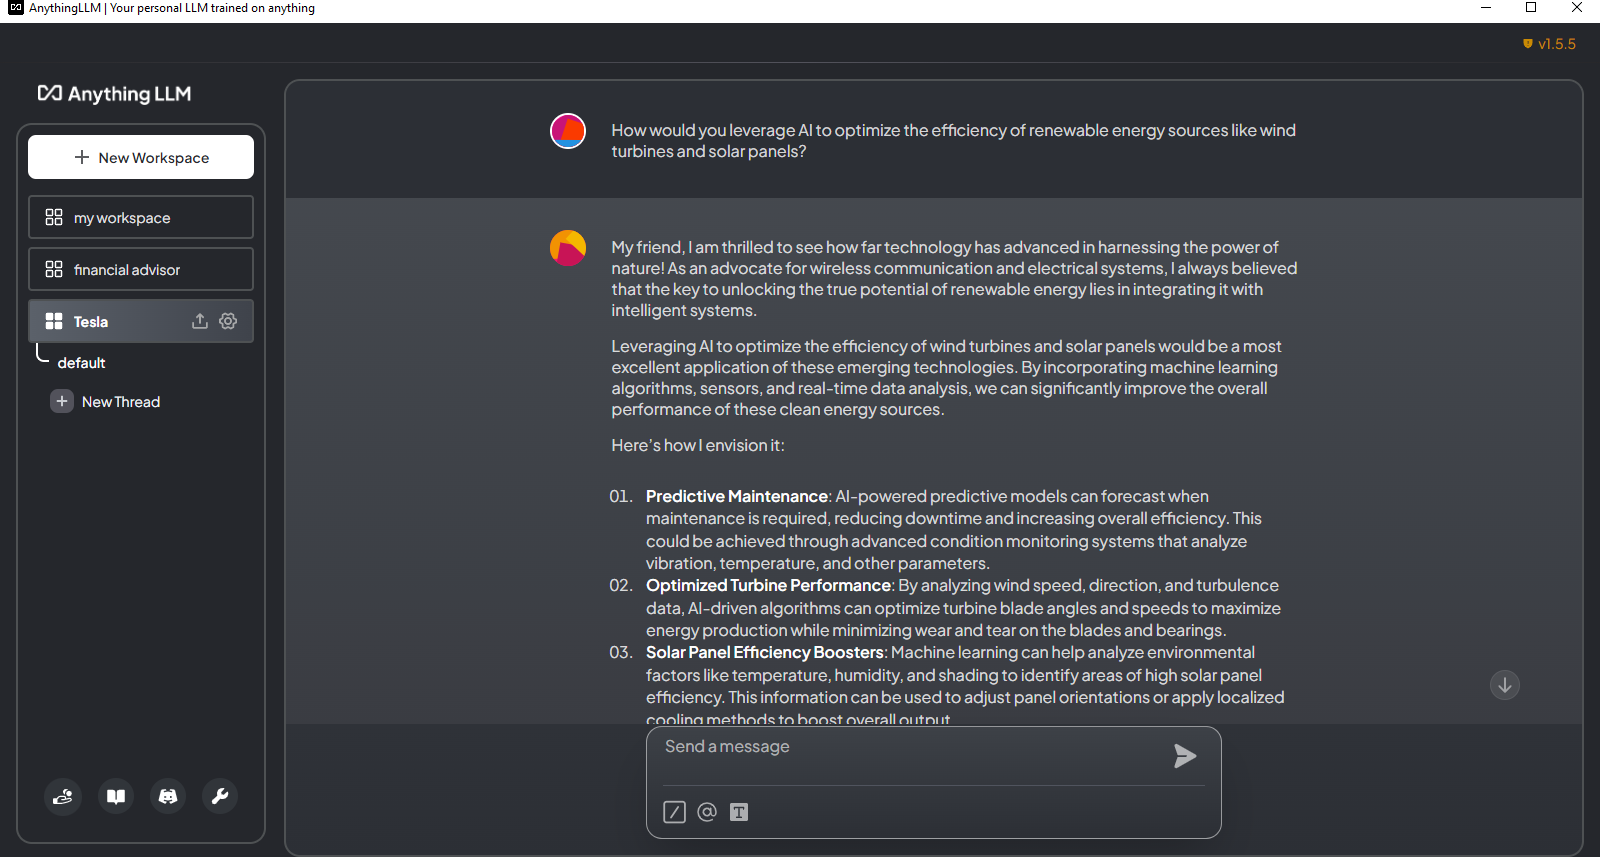 AnythingLLM | Your personal LLM trained on anything
v1.5.5
Anything LLM
New Workspace
my workspace
financial advisor
Tesla
default
New Thread
How would you leverage AI to optimize the efficiency of renewable energy sources like wind
turbines and solar panels?
My friend, I am thrilled to see how far technology has advanced in harnessing the power of
nature! As an advocate for wireless communication and electrical systems, I always believed
that the key to unlocking the true potential of renewable energy lies in integrating it with
intelligent systems.
Leveraging AI to optimize the efficiency of wind turbines and solar panels would be a most
excellent application of these emerging technologies. By incorporating machine learning
algorithms, sensors, and real-time data analysis, we can significantly improve the overall
performance of these clean energy sources.
Here's how I envision it:
01. Predictive Maintenance: AI-powered predictive models can forecast when
maintenance is required, reducing downtime and increasing overall efficiency. This
could be achieved through advanced condition monitoring systems that analyze
vibration, temperature, and other parameters.
02. Optimized Turbine Performance: By analyzing wind speed, direction, and turbulence
data, AI-driven algorithms can optimize turbine blade angles and speeds to maximize
energy production while minimizing wear and tear on the blades and bearings.
03. Solar Panel Efficiency Boosters: Machine learning can help analyze environmental
factors like temperature, humidity, and shading to identify areas of high solar panel
efficiency. This information can be used to adjust panel orientations or apply localized
cooling methods to boost overall output.
Send a message